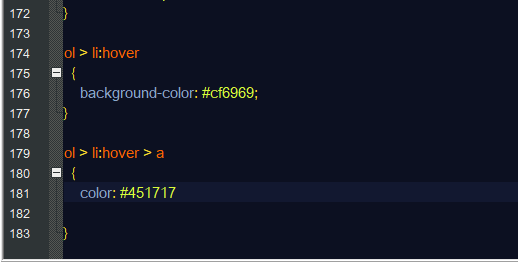 172 }
173
174 ol > li:hover
175 {
176 background-color: #cf6969;
177 }
178
179 ol > li:hover > a
180 {
181 color: #451717
182
183 }